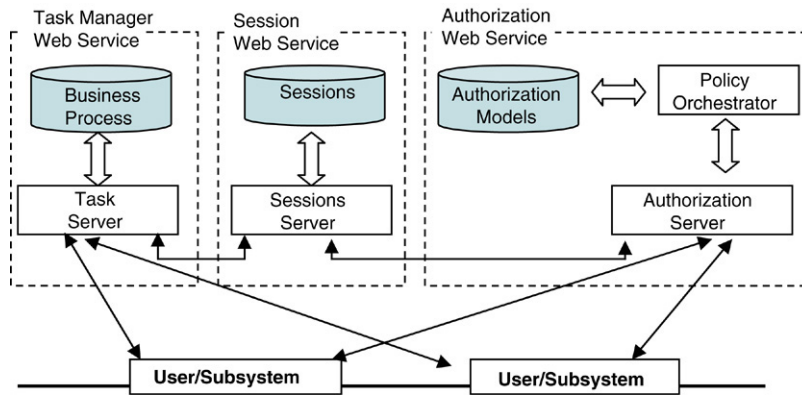 Task Manager
Web Service
Session
Web Service
Authorization
Web Service
Business
Process
Sessions
Authorization
Models
Policy
Orchestrator
Task
Server
Sessions
Server
Authorization
Server
User/Subsystem
User/Subsystem